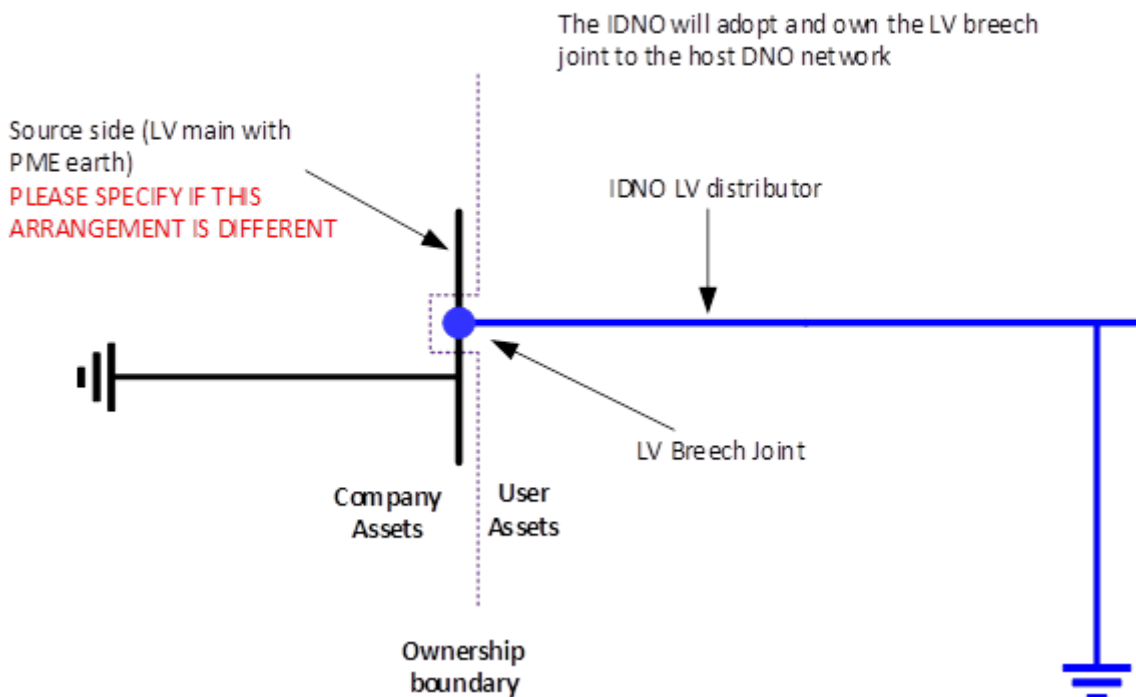 The IDNO will adopt and own the LV breech
joint to the host DNO network
Source side (LV main with
PME earth)
PLEASE SPECIFY IF THIS
ARRANGEMENT IS DIFFERENT
IDNO LV distributor
LV Breech Joint
Company
Assets
User
Assets
Ownership
boundary